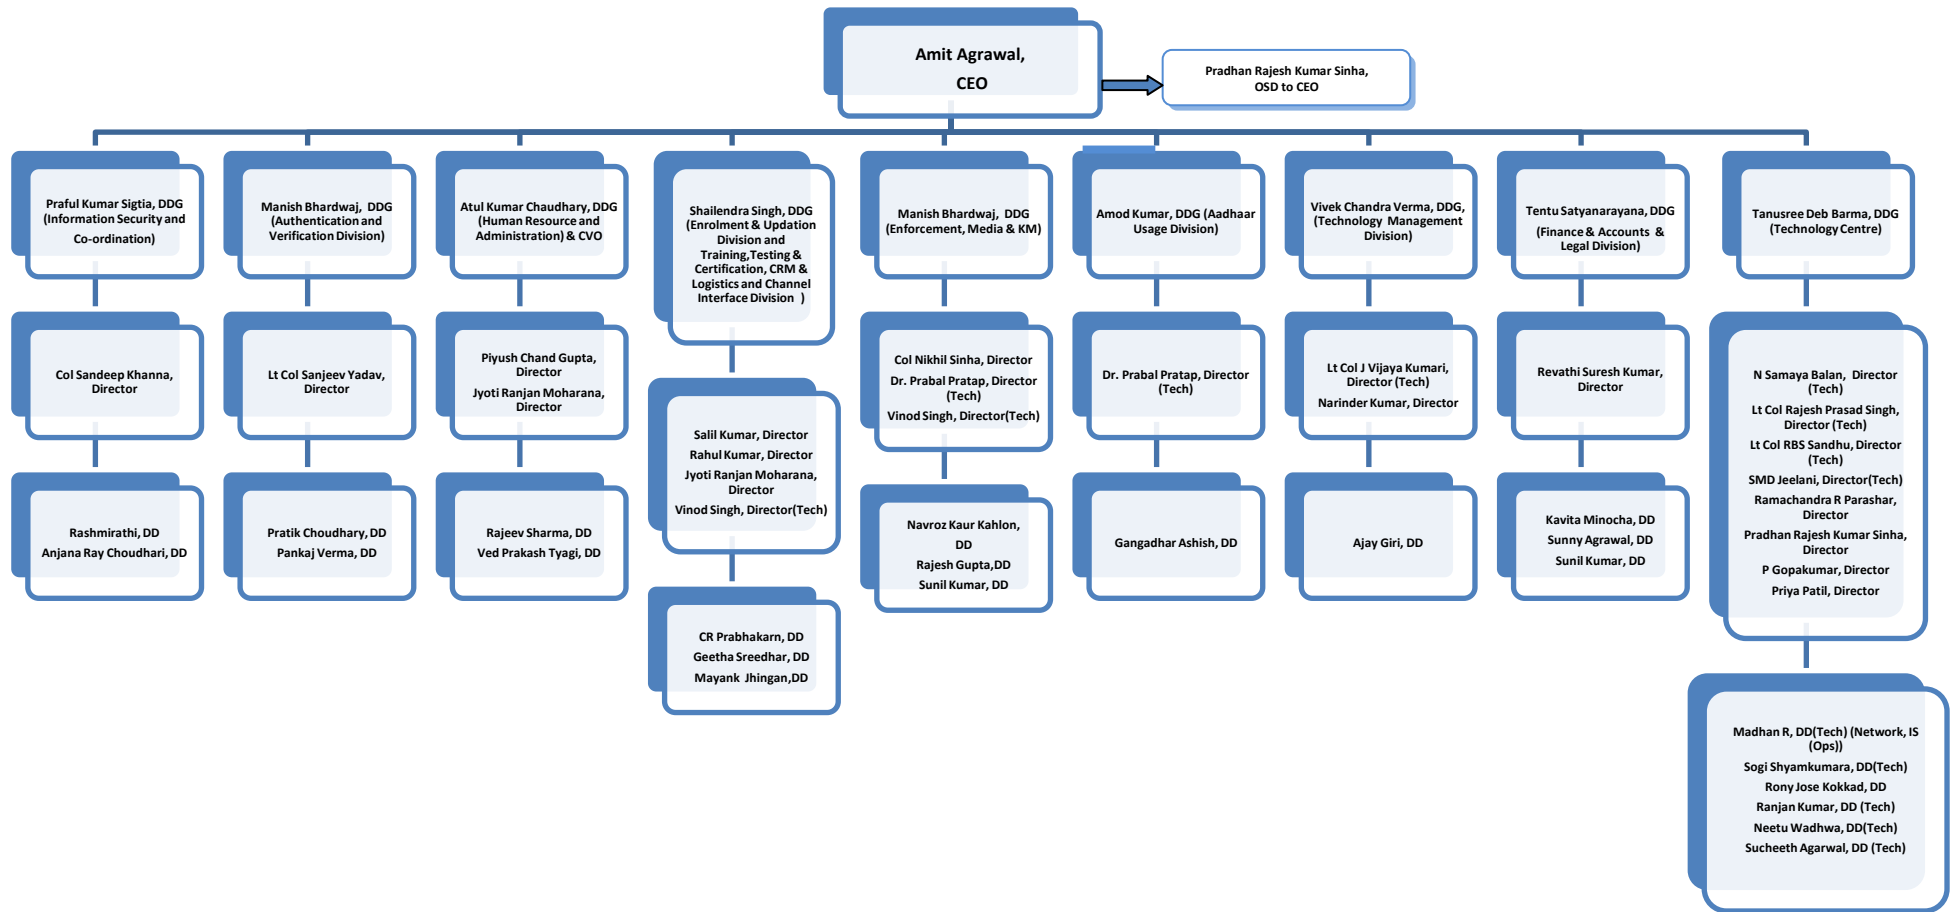 Amit Agrawal,
CEO
Pradhan Rajesh Kumar Sinha,
OSD to CEO
Praful Kumar Sigtia, DDG
(Information Security and
Co-ordination)
Manish Bhardwaj, DDG
(Authentication and
Verification Division)
Atul Kumar Chaudhary, DDG
(Human Resource and
Administration) & CVO
Shailendra Singh, DDG
(Enrolment & Updation
Division and
Training,Testing &
Certification, CRM &
Logistics and Channel
Interface Division )
Manish Bhardwaj, DDG
(Enforcement, Media & KM)
Amod Kumar, DDG (Aadhaar
Usage Division)
Vivek Chandra Verma, DDG,
(Technology Management
Division)
Tentu Satyanarayana, DDG
(Finance & Accounts &
Legal Division)
Tanusree Deb Barma, DDG
(Technology Centre)
Col Sandeep Khanna,
Director
Lt Col Sanjeev Yadav,
Director
Piyush Chand Gupta,
Director
Jyoti Ranjan Moharana,
Director
Salil Kumar, Director
Rahul Kumar, Director
Jyoti Ranjan Moharana,
Director
Vinod Singh, Director(Tech)
Col Nikhil Sinha, Director
Dr. Prabal Pratap, Director
(Tech)
Vinod Singh, Director(Tech)
Dr. Prabal Pratap, Director
(Tech)
Lt Col J Vijaya Kumari,
Director (Tech)
Narinder Kumar, Director
Revathi Suresh Kumar,
Director
N Samaya Balan, Director
(Tech)
Lt Col Rajesh Prasad Singh,
Director (Tech)
Lt Col RBS Sandhu, Director
(Tech)
SMD Jeelani, Director(Tech)
Ramachandra R Parashar,
Director
Pradhan Rajesh Kumar Sinha,
Director
P Gopakumar, Director
Priya Patil, Director
Rashmirathi, DD
Anjana Ray Choudhari, DD
Pratik Choudhary, DD
Pankaj Verma, DD
Rajeev Sharma, DD
Ved Prakash Tyagi, DD
CR Prabhakarn, DD
Geetha Sreedhar, DD
Mayank Jhingan,DD
Navroz Kaur Kahlon,
DD
Rajesh Gupta,DD
Sunil Kumar, DD
Gangadhar Ashish, DD
Ajay Giri, DD
Kavita Minocha, DD
Sunny Agrawal, DD
Sunil Kumar, DD
Madhan R, DD(Tech) (Network, IS
(Ops))
Sogi Shyamkumara, DD(Tech)
Rony Jose Kokkad, DD
Ranjan Kumar, DD (Tech)
Neetu Wadhwa, DD(Tech)
Sucheeth Agarwal, DD (Tech)